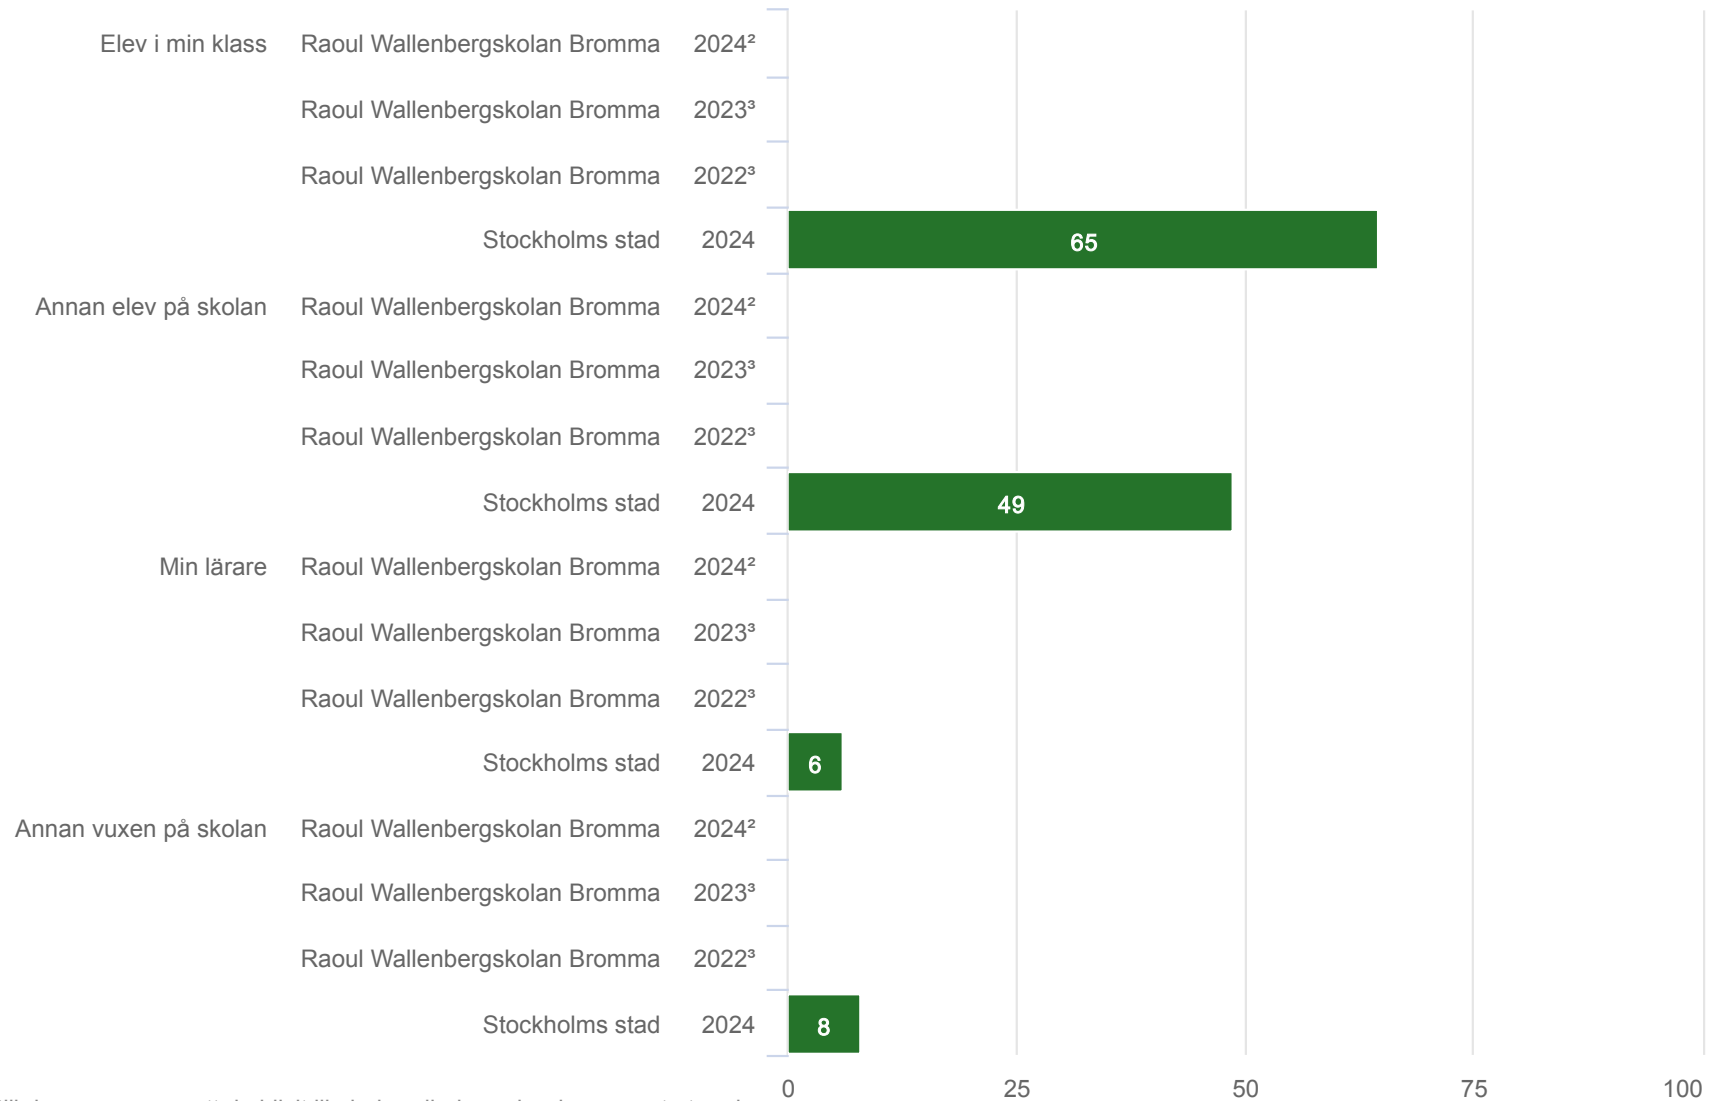 Elev i min klass Raoul Wallenbergskolan Bromma 2024²
Raoul Wallenbergskolan Bromma 2023³
Raoul Wallenbergskolan Bromma 2022³
Stockholms stad 2024 65
Annan elev på skolan Raoul Wallenbergskolan Bromma 2024²
Raoul Wallenbergskolan Bromma 2023³
Raoul Wallenbergskolan Bromma 2022³
Stockholms stad 2024 49
Min lärare Raoul Wallenbergskolan Bromma 2024²
Raoul Wallenbergskolan Bromma 2023³
Raoul Wallenbergskolan Bromma 2022³
Stockholms stad 2024 6
Annan vuxen på skolan Raoul Wallenbergskolan Bromma 2024²
Raoul Wallenbergskolan Bromma 2023³
Raoul Wallenbergskolan Bromma 2022³
Stockholms stad 2024 8
0 25 50 75 100